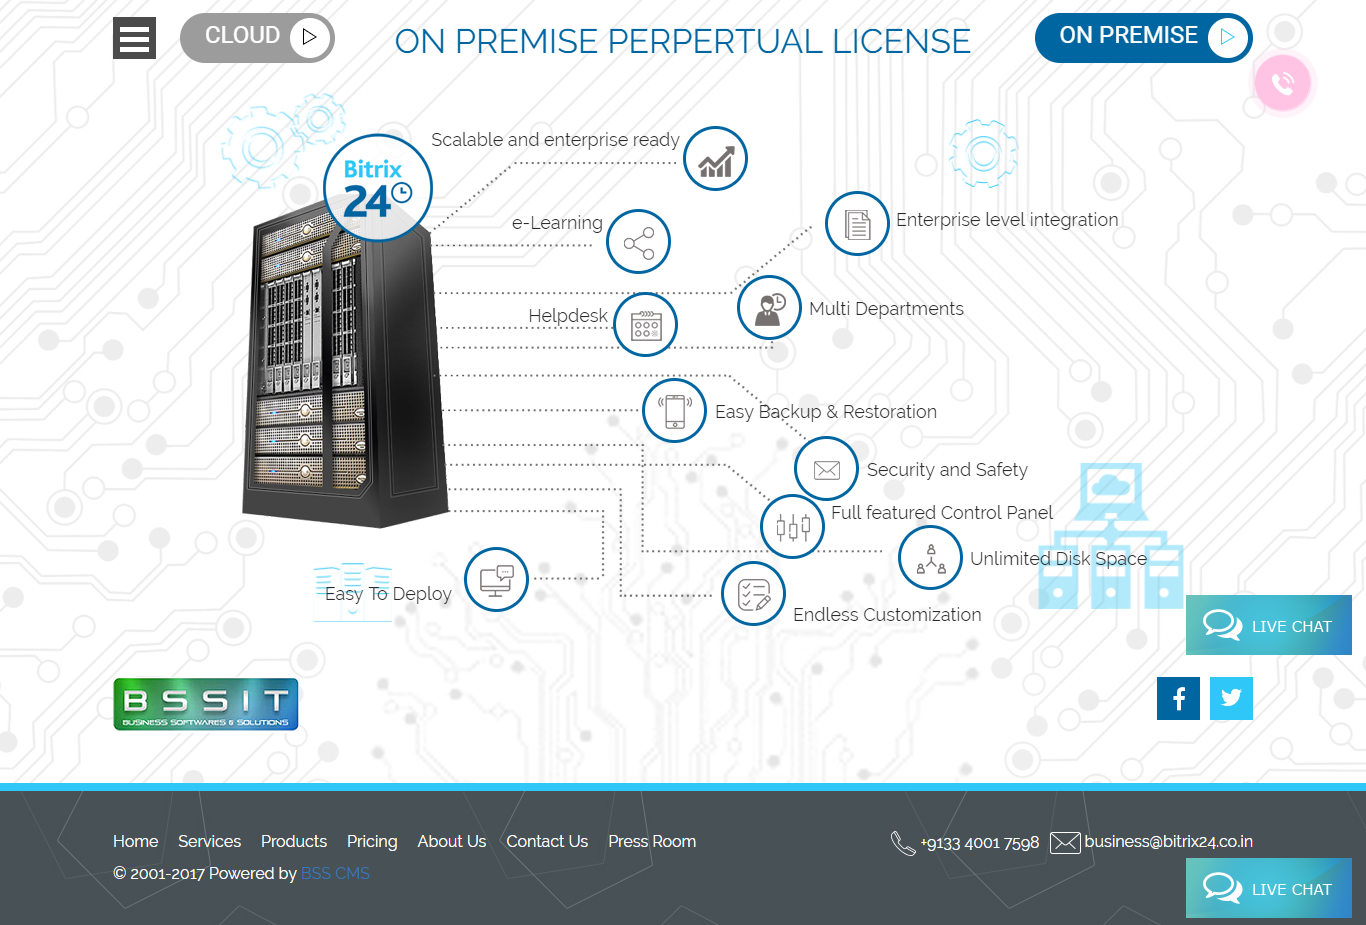 CLOUD
ON PREMISE PERPERTUAL LICENSE
ON PREMISE
Scalable and enterprise ready
Bitrix
24
e-Learning
Enterprise level integration
Helpdesk
Multi Departments
Easy Backup & Restoration
Security and Safety
Full featured Control Panel
Unlimited Disk Space
Easy To Deploy
Endless Customization
LIVE CHAT
BSSIT
BUSINESS SOFTWARES & SOLUTIONS
Home Services Products Pricing About Us Contact Us Press Room
+9133 4001 7598 business@bitrix24.co.in
© 2001-2017 Powered by BSS CMS
LIVE CHAT